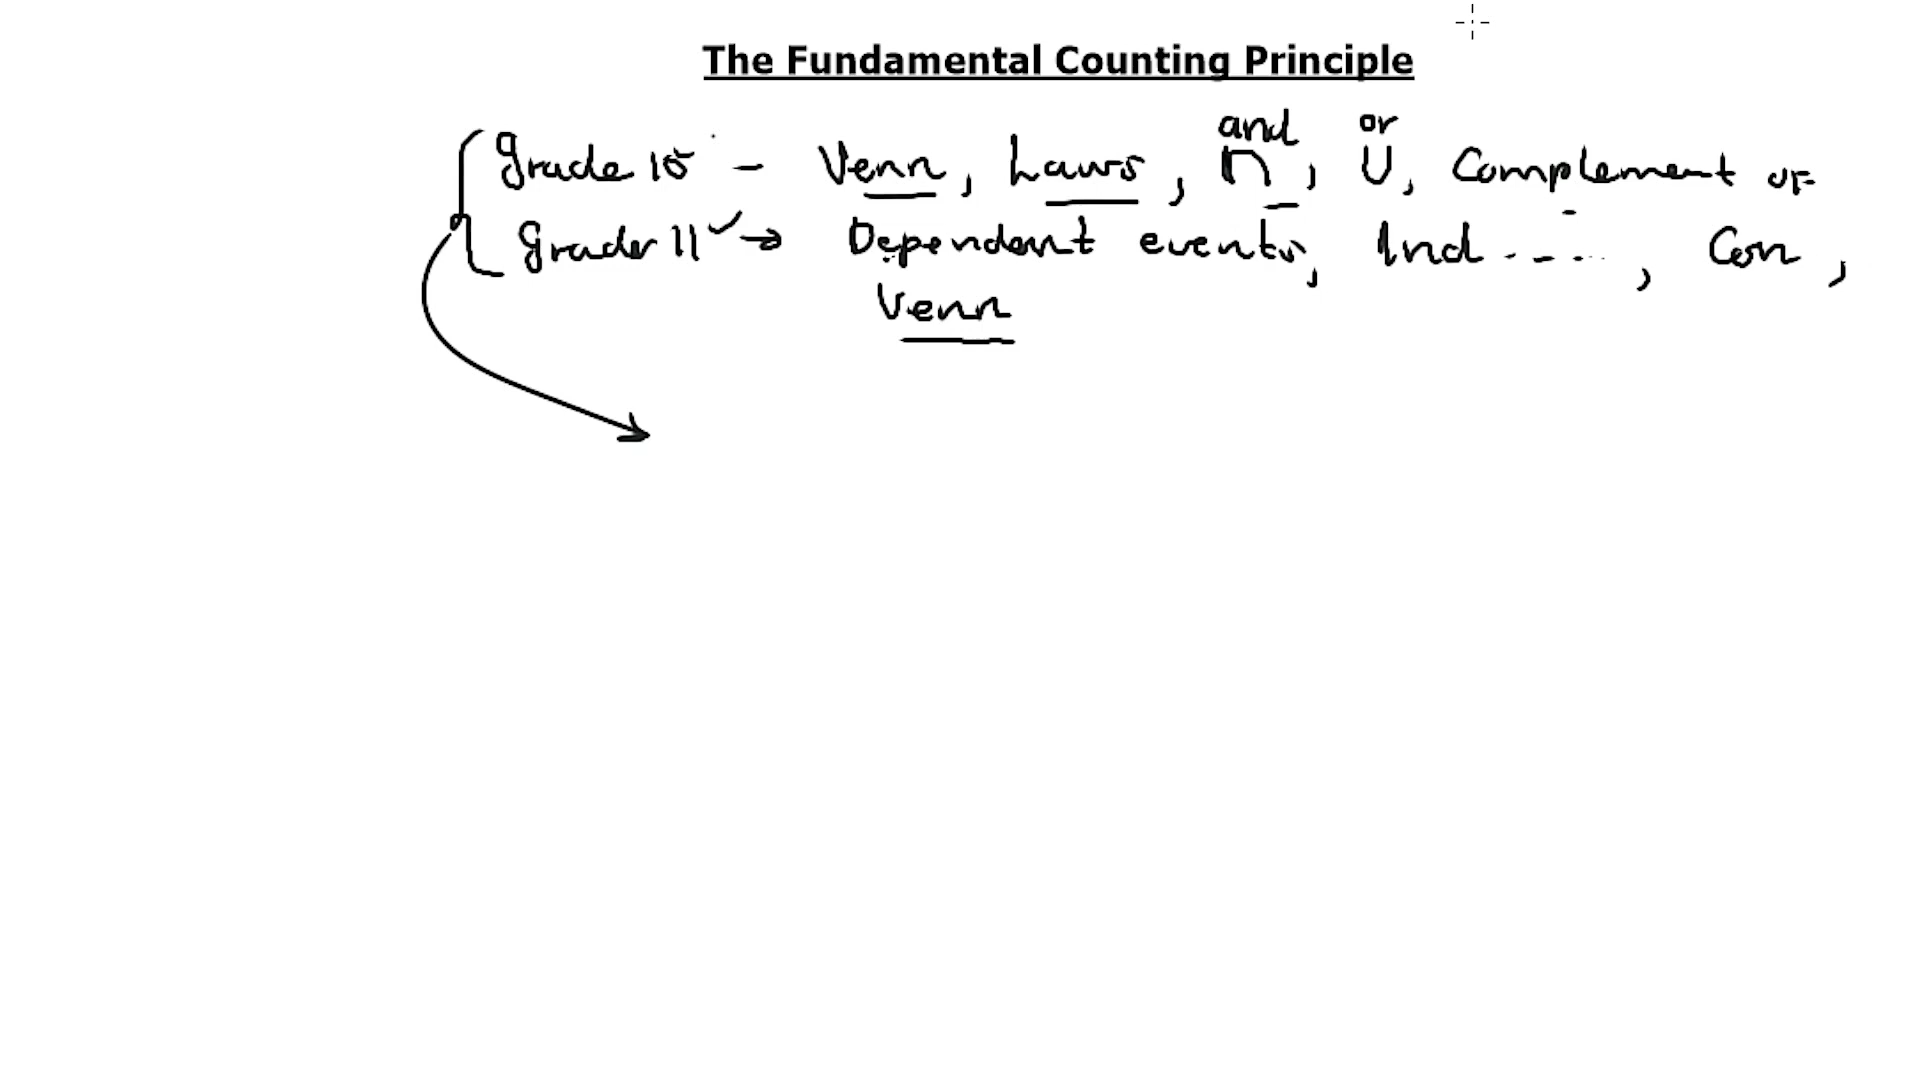 The Fundamental Counting Principle
and or
Grade 10 - Venn, Laws, ∩, U, Complement of
Grade 11 ✓→ Dependent events, Ind - - - - -, Con,
Venn